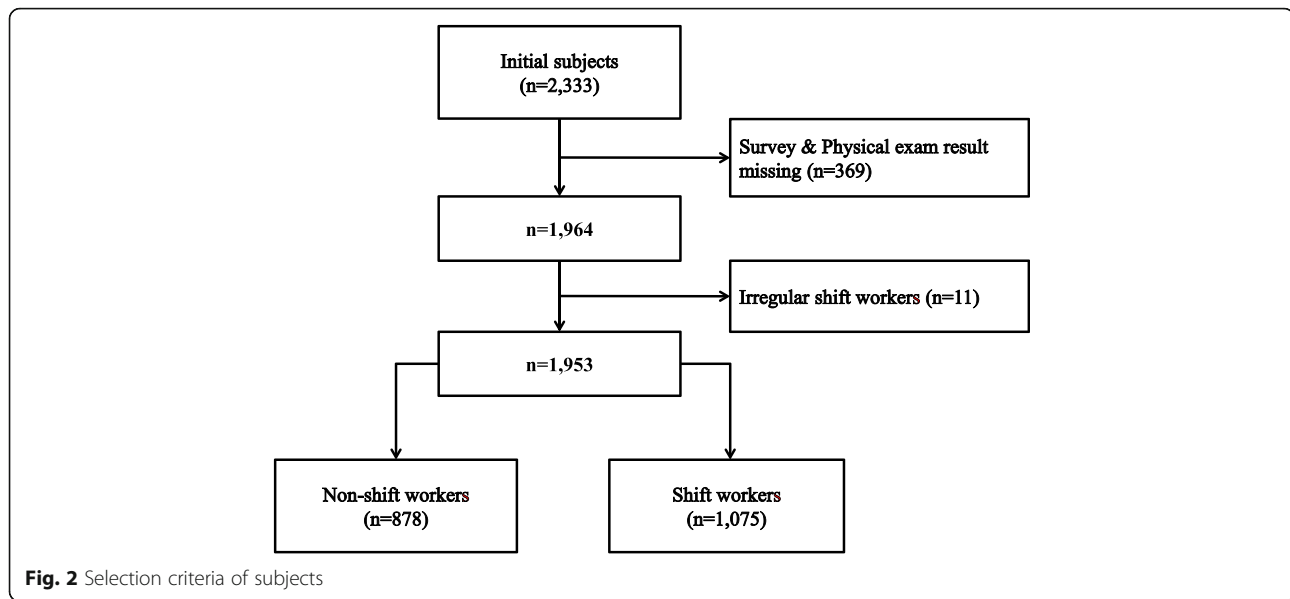 Initial subjects
(n=2,333)
Survey & Physical exam result
missing (n=369)
n=1,964
Irregular shift workers (n=11)
n=1,953
Non-shift workers
(n=878)
Shift workers
(n=1,075)
Fig. 2 Selection criteria of subjects